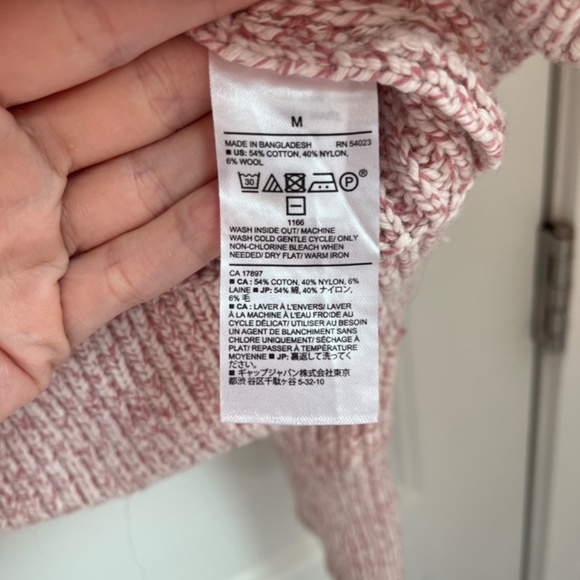 M
MADE IN BANGLADESH RN 54023
■ US: 54% COTTON, 40% NYLON,
6% WOOL
30 P ®
1166
WASH INSIDE OUT/ MACHINE
WASH COLD GENTLE CYCLE/ ONLY
NON-CHLORINE BLEACH WHEN
NEEDED/ DRY FLAT/ WARM IRON
CA 17897
■ CA : 54% COTON, 40% NYLON, 6%
LAINE ■ JP: 54% 綿, 40% ナイロン,
6% 毛
■ CA : LAVER À L'ENVERS/ LAVER
À LA MACHINE À L'EAU FROIDE AU
CYCLE DÉLICAT/ UTILISER AU BESOIN
UN AGENT DE BLANCHIMENT SANS
CHLORE UNIQUEMENT/ SÉCHAGE À
PLAT/ REPASSER À TEMPÉRATURE
MOYENNE ■ JP: 裏返して洗ってく
ださい。
■ ギャップジャパン株式会社東京
都渋谷区千駄ヶ谷 5-32-10